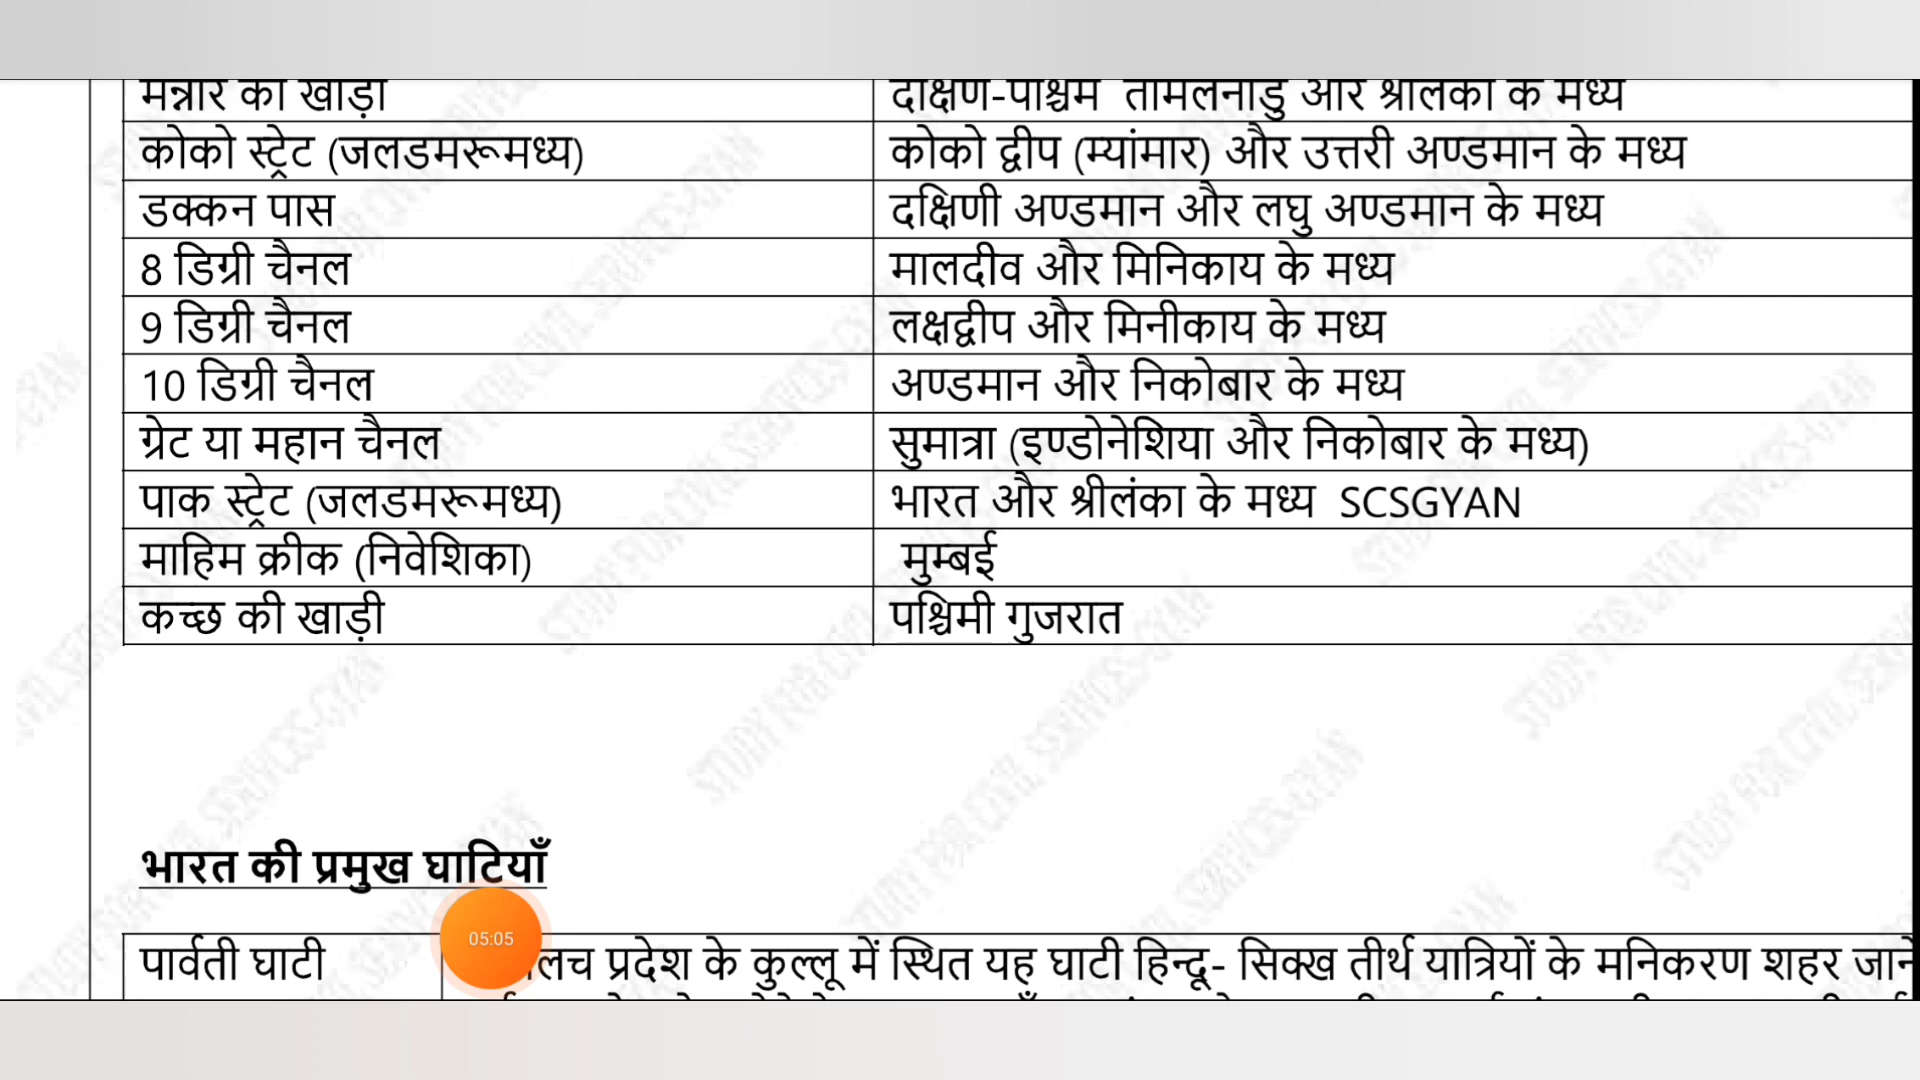 मन्नार की खाड़ी दक्षिण-पश्चिम तामिलनाडु और श्रीलंका के मध्य
कोको स्ट्रेट (जलडमरूमध्य) कोको द्वीप (म्यांमार) और उत्तरी अण्डमान के मध्य
डक्कन पास दक्षिणी अण्डमान और लघु अण्डमान के मध्य
8 डिग्री चैनल मालदीव और मिनिकाय के मध्य
9 डिग्री चैनल लक्षद्वीप और मिनीकाय के मध्य
10 डिग्री चैनल अण्डमान और निकोबार के मध्य
ग्रेट या महान चैनल सुमात्रा (इण्डोनेशिया और निकोबार के मध्य)
पाक स्ट्रेट (जलडमरूमध्य) भारत और श्रीलंका के मध्य SCSGYAN
माहिम क्रीक (निवेशिका) मुम्बई
कच्छ की खाड़ी पश्चिमी गुजरात
भारत की प्रमुख घाटियाँ
05:05
पार्वती घाटी प्रदेश के कुल्लू में स्थित यह घाटी हिन्दू- सिक्ख तीर्थ यात्रियों के मनिकरण शहर जाने